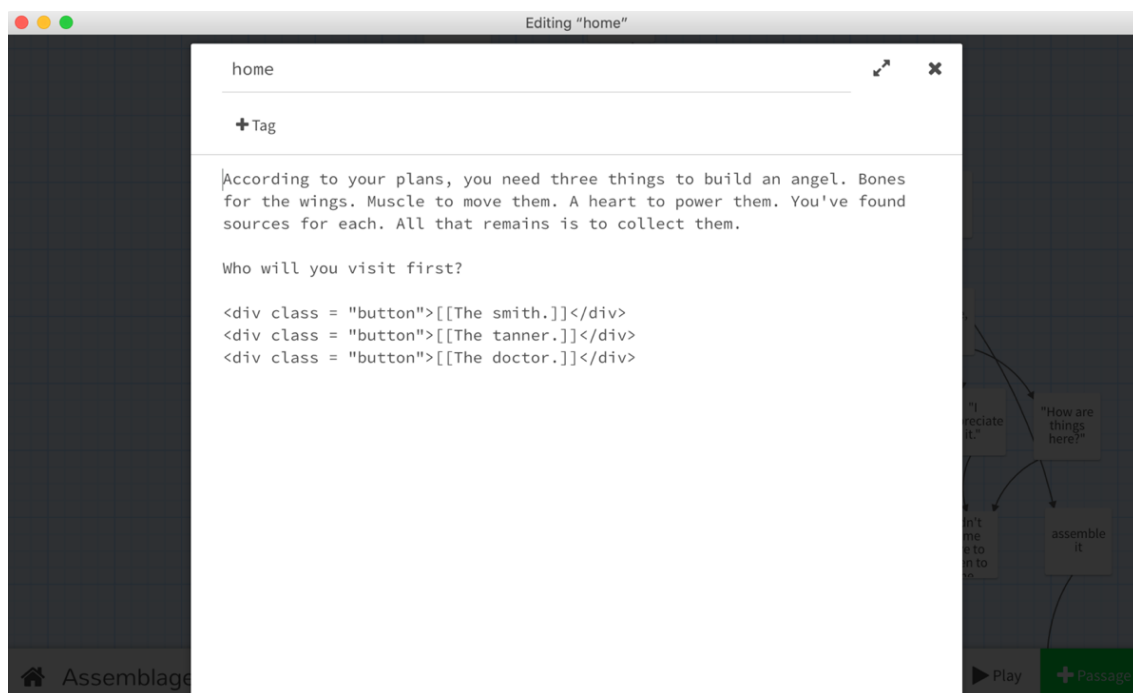 Editing “home”
home
+ Tag
According to your plans, you need three things to build an angel. Bones
for the wings. Muscle to move them. A heart to power them. You've found
sources for each. All that remains is to collect them.
Who will you visit first?
<div class = "button">[[The smith.]]</div>
<div class = "button">[[The tanner.]]</div>
<div class = "button">[[The doctor.]]</div>
"I
it."
"How are
things
here?"
e to
assemble
it
Assemblage
Play
+ Passage